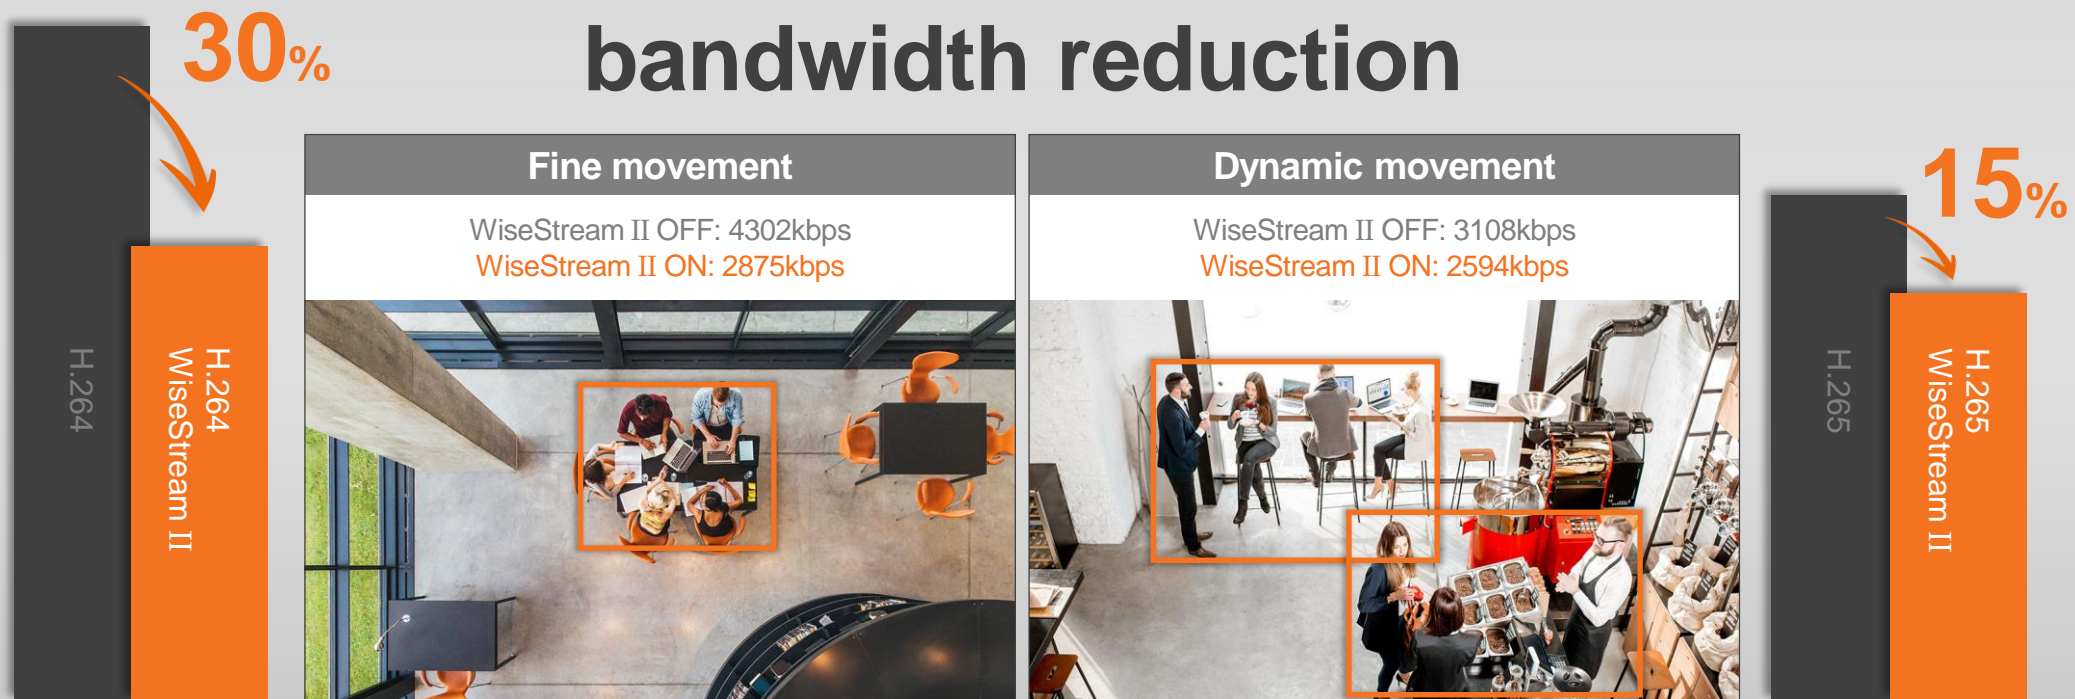 30%
bandwidth reduction
15%
Fine movement
WiseStream II OFF: 4302kbps
WiseStream II ON: 2875kbps
Dynamic movement
WiseStream II OFF: 3108kbps
WiseStream II ON: 2594kbps
H.264
H.264
WiseStream II
H.265
H.265
WiseStream II